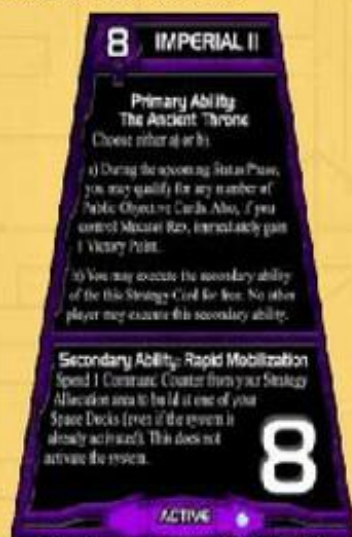 8 IMPERIAL II
Primary Ability:
The Ancient Throne
Choose either a) or b).
a) During the upcoming Status Phase,
you may qualify for any number of
Public Objective Cards. Also, if you
control Mecatol Rex, immediately gain
1 Victory Point.
b) You may execute the secondary ability
of the this Strategy Card for free. No other
player may execute this secondary ability.
Secondary Ability: Rapid Mobilization
Spend 1 Command Counter from your Strategy
Allocation area to build at one of your
Space Docks (even if the system is
already activated). This does not
activate the system.
8
ACTIVE